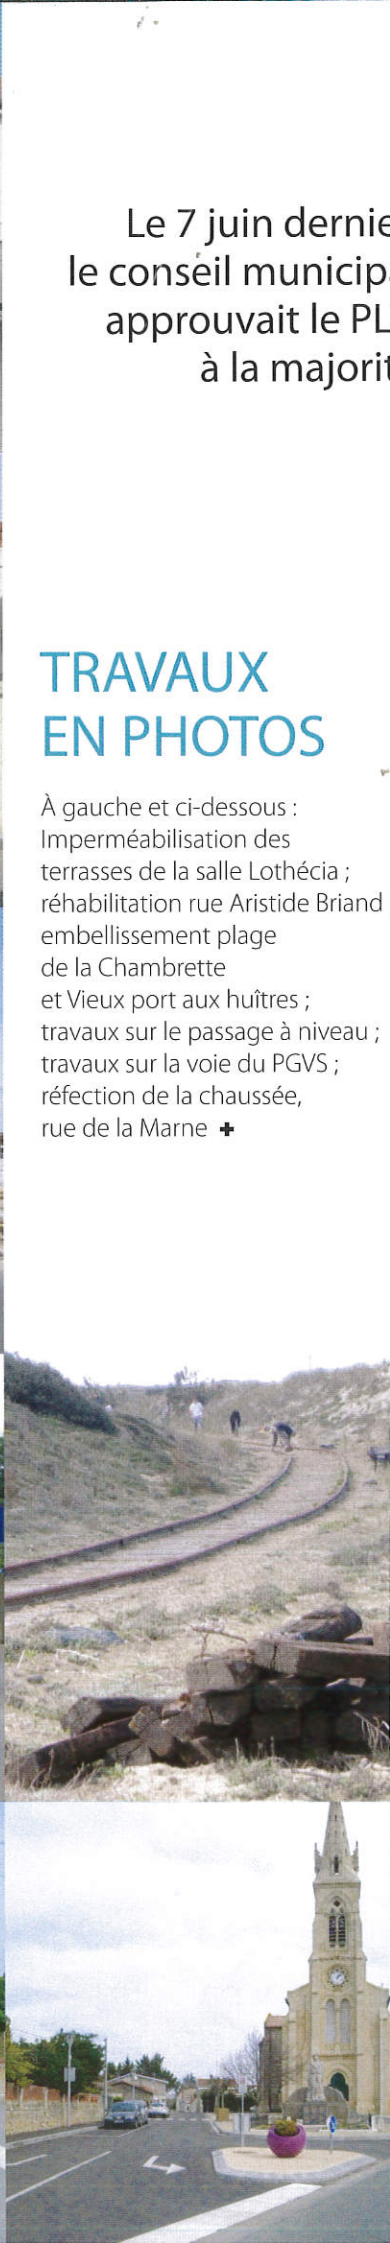 Le 7 juin dernie
le conseil municipa
approuvait le PL
à la majorit
TRAVAUX
EN PHOTOS
À gauche et ci-dessous :
Imperméabilisation des
terrasses de la salle Lothécia ;
réhabilitation rue Aristide Briand
embellissement plage
de la Chambrette
et Vieux port aux huîtres ;
travaux sur le passage à niveau ;
travaux sur la voie du PGVS ;
réfection de la chaussée,
rue de la Marne +